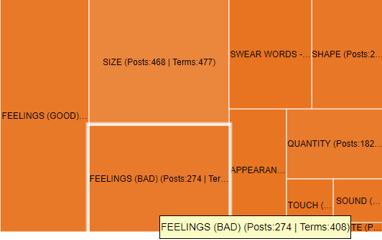 SWEAR WORDS -...
SHAPE (Posts:2...
SIZE (Posts:468 | Terms:477)
FEELINGS (GOOD)...
QUANTITY (Posts:182...
APPEARAN...
FEELINGS (BAD) (Posts:274 | Ter...
TOUCH (...
SOUND (...
TE (P...
FEELINGS (BAD) (Posts:274 | Terms:408)